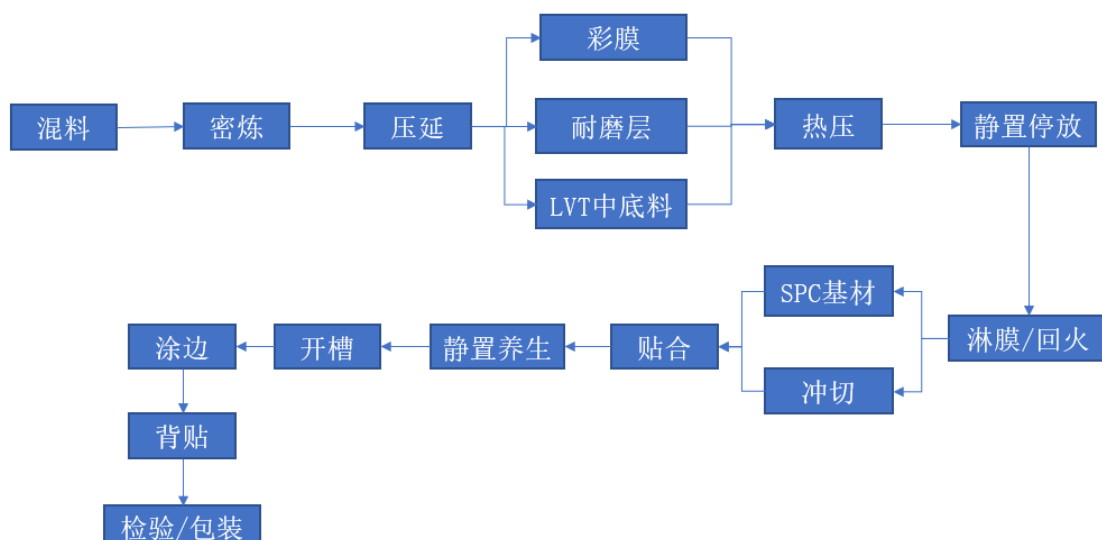 混料
密炼
压延
彩膜
耐磨层
LVT中底料
热压
静置停放
淋膜/回火
SPC基材
冲切
贴合
静置养生
开槽
涂边
背贴
检验/包装